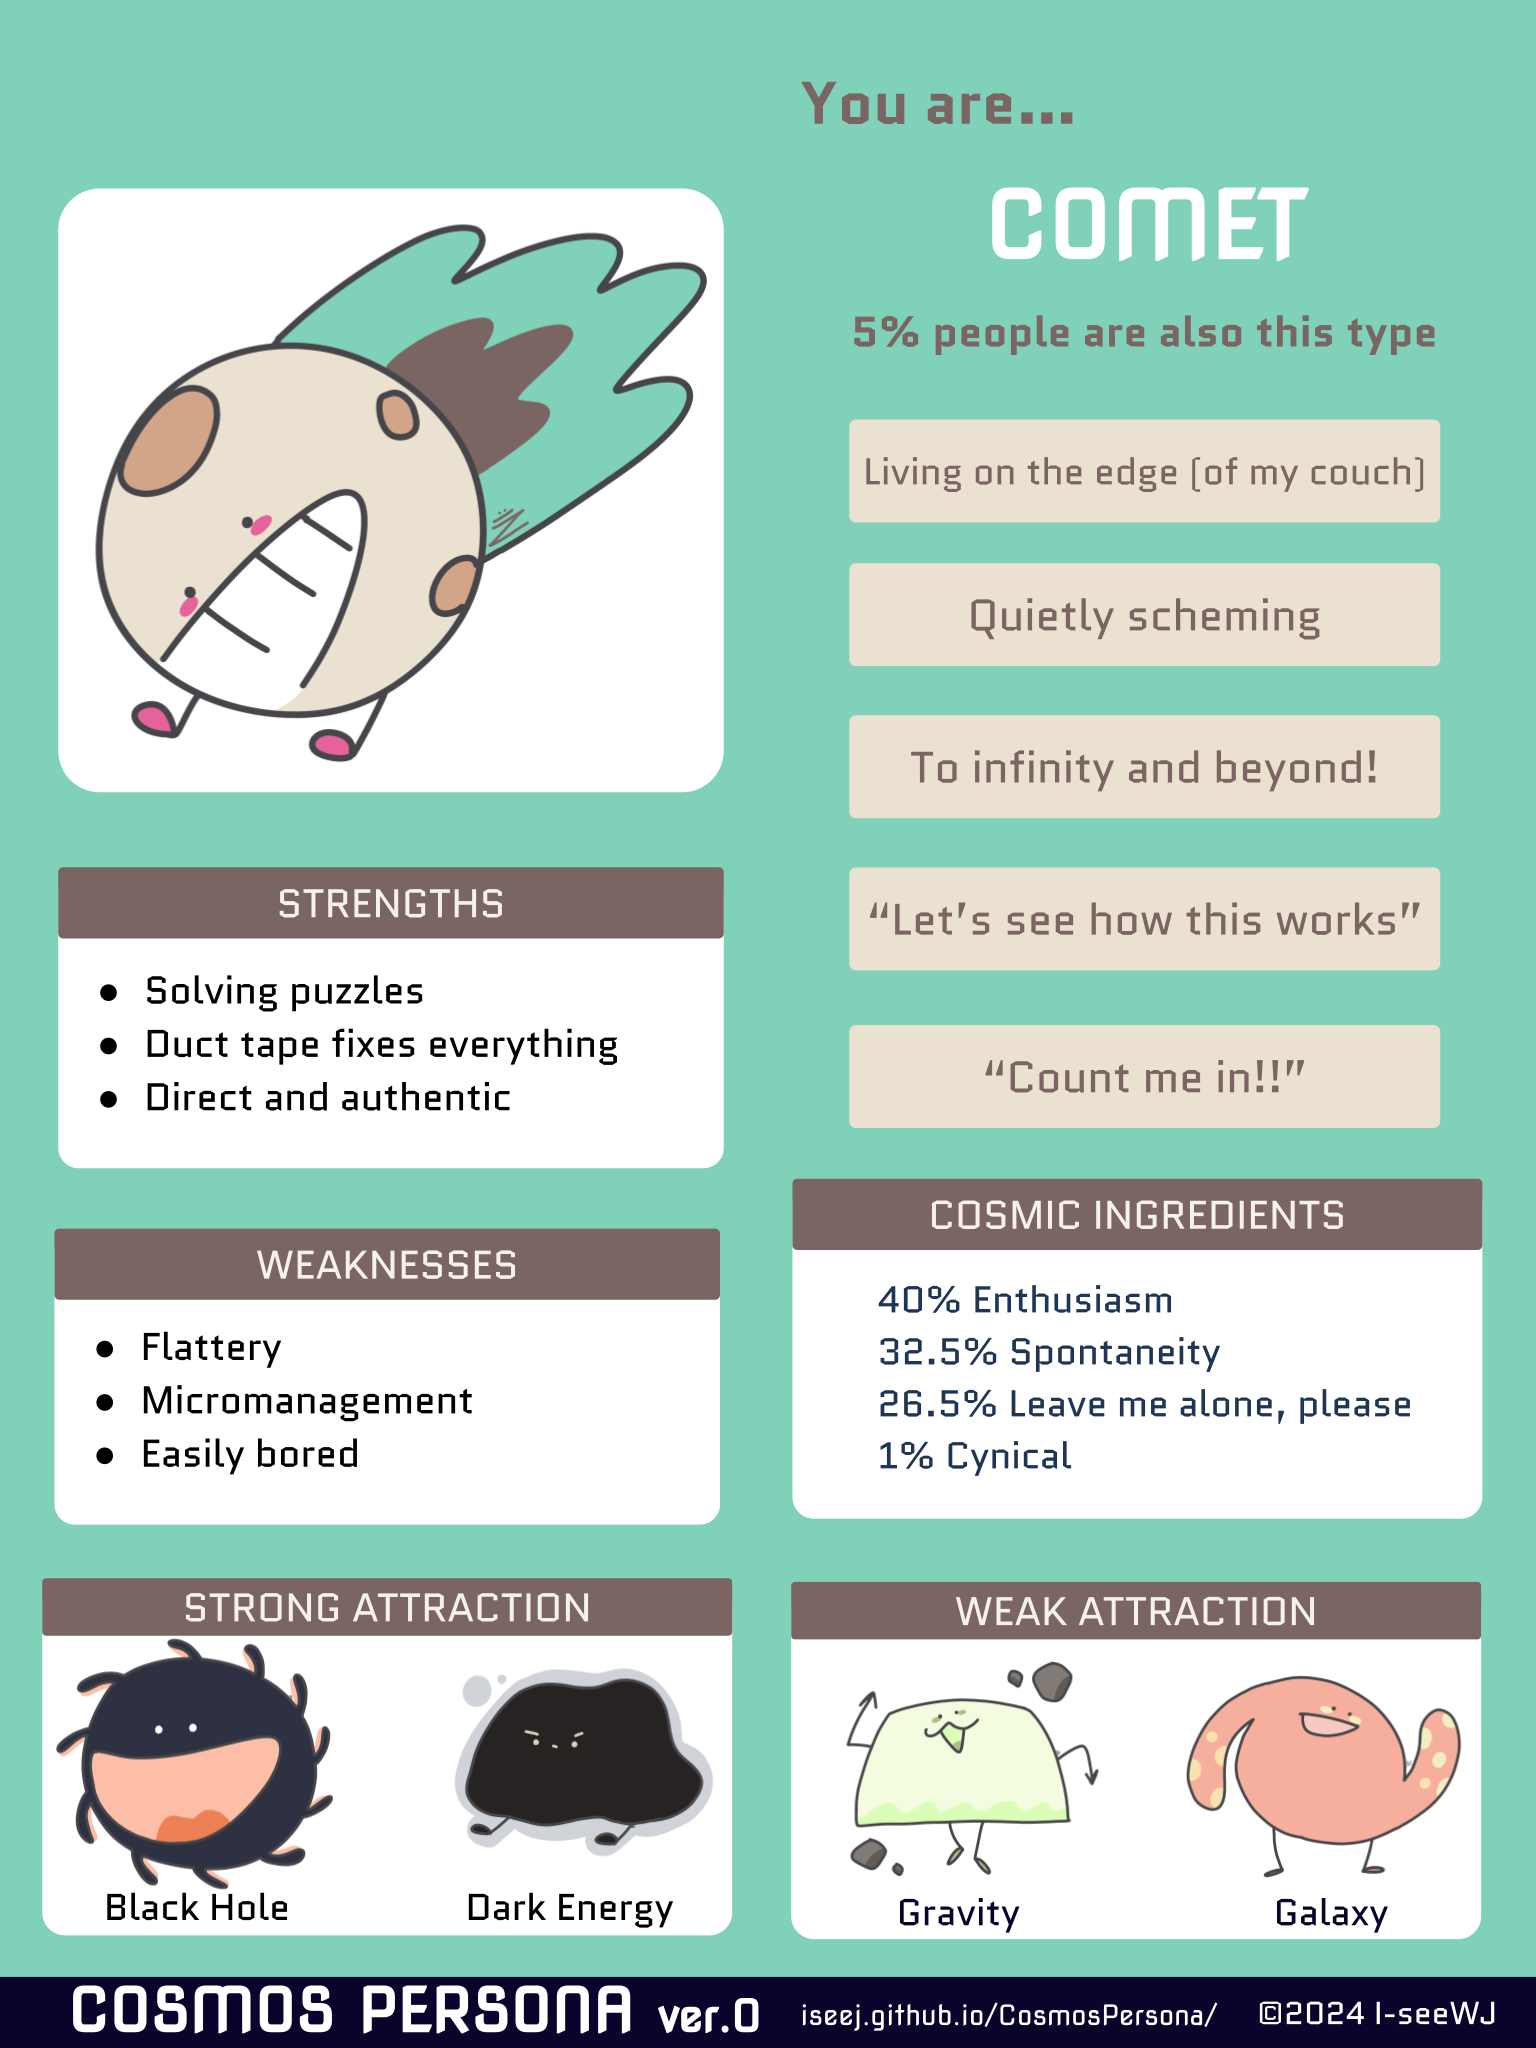 You are...
COMET
5% people are also this type
Living on the edge (of my couch)
Quietly scheming
To infinity and beyond!
“Let’s see how this works”
“Count me in!!”
STRENGTHS
● Solving puzzles
● Duct tape fixes everything
● Direct and authentic
WEAKNESSES
● Flattery
● Micromanagement
● Easily bored
COSMIC INGREDIENTS
40% Enthusiasm
32.5% Spontaneity
26.5% Leave me alone, please
1% Cynical
STRONG ATTRACTION
Black Hole
Dark Energy
WEAK ATTRACTION
Gravity
Galaxy
COSMOS PERSONA ver.0
iseej.github.io/CosmosPersona/
©2024 I-seeWJ